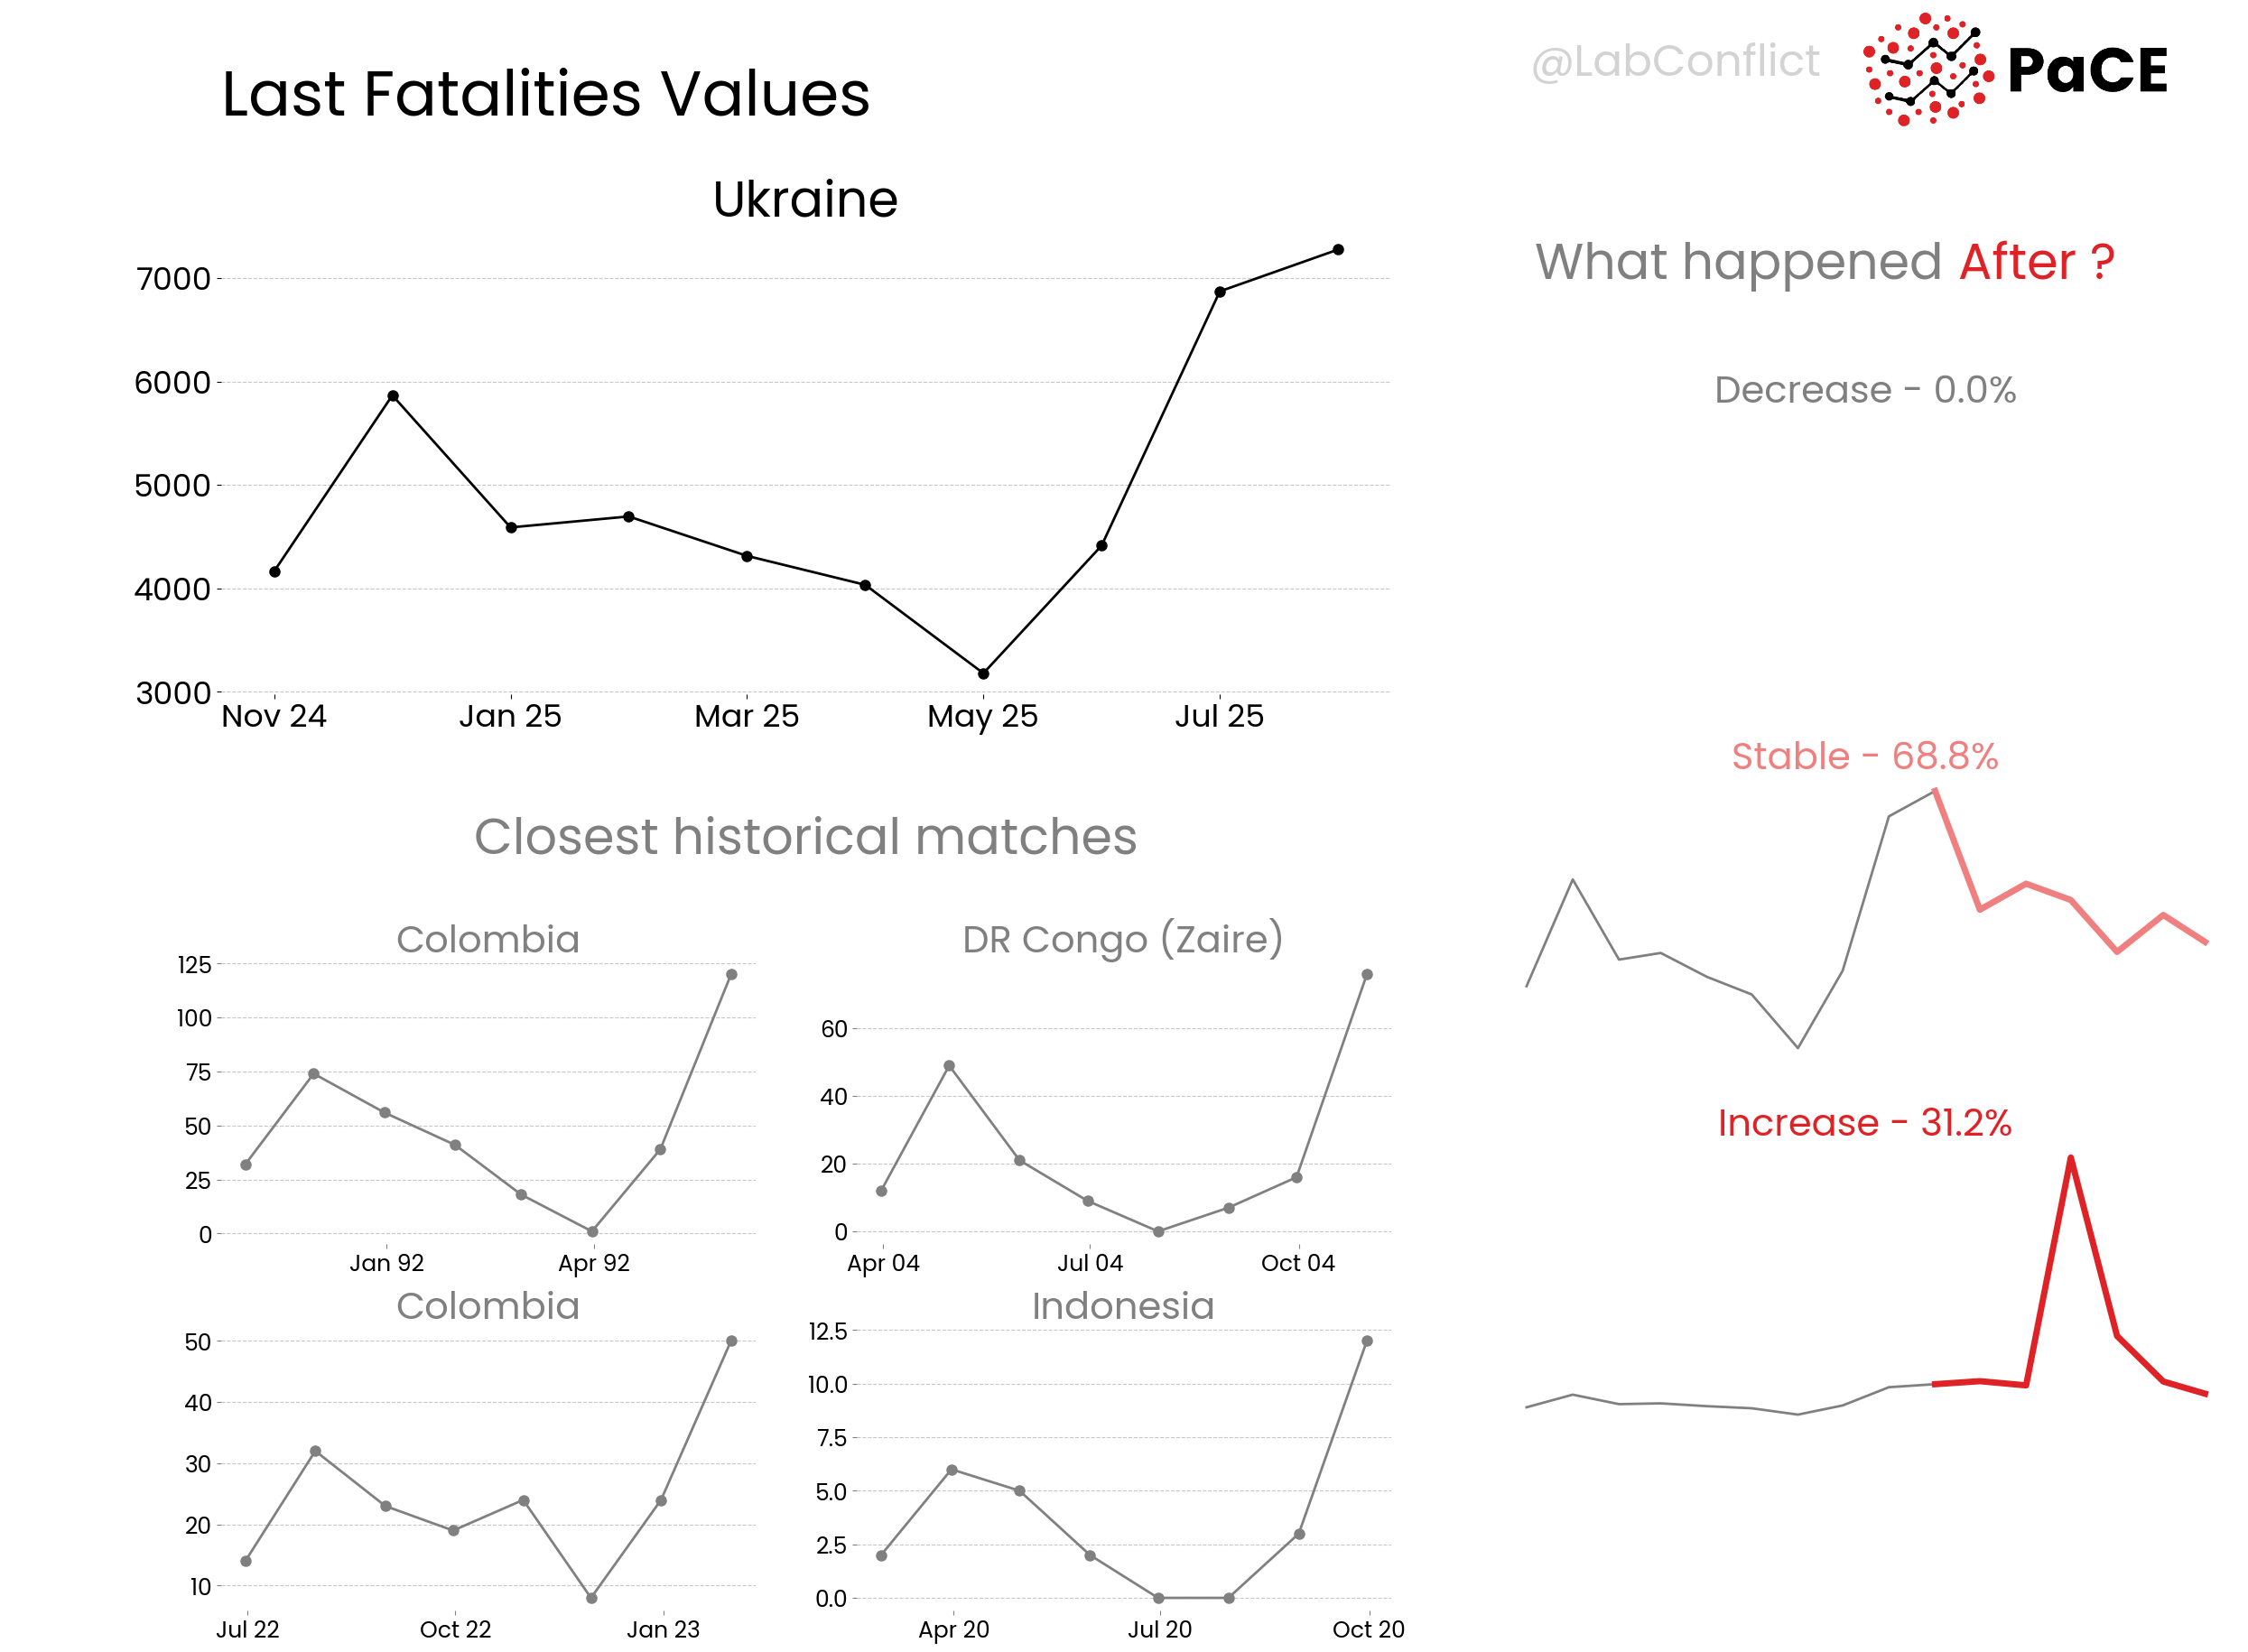 @LabConflict
PaCE
Last Fatalities Values
Ukraine
7000
6000
5000
4000
3000
Nov 24 Jan 25 Mar 25 May 25 Jul 25
What happened After ?
Decrease - 0.0%
Stable - 68.8%
Increase - 31.2%
Closest historical matches
Colombia
125
100
75
50
25
0
Jan 92 Apr 92
DR Congo (Zaire)
60
40
20
0
Apr 04 Jul 04 Oct 04
Colombia
50
40
30
20
10
Jul 22 Oct 22 Jan 23
Indonesia
12.5
10.0
7.5
5.0
2.5
0.0
Apr 20 Jul 20 Oct 20